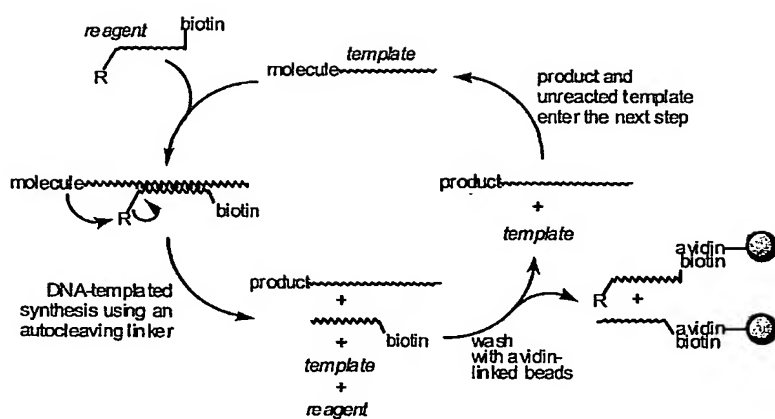 reagent
biotin
R
molecule
template
product and
unreacted template
enter the next step
molecule
R
biotin
DNA-templated
synthesis using an
autocleaving linker
product
+
biotin
+
template
+
reagent
wash
with avidin-
linked beads
product
+
template
avidin
biotin
R
+
avidin
biotin